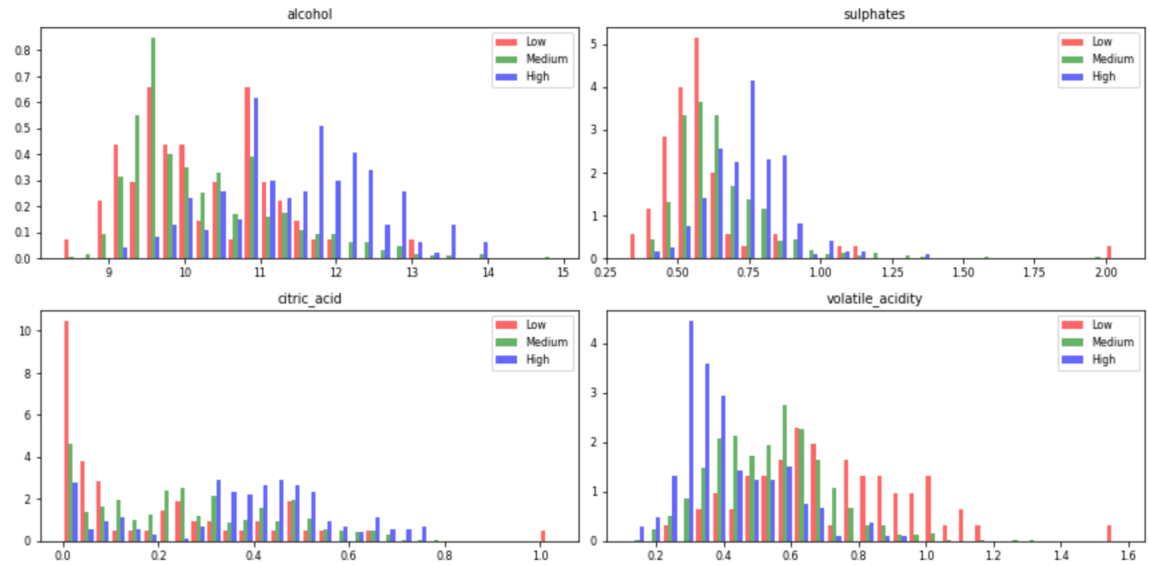 alcohol
Low
Medium
High
0.8
0.7
0.6
0.5
0.4
0.3
0.2
0.1
0.0
9 10 11 12 13 14 15
sulphates
Low
Medium
High
5
4
3
2
1
0
0.25 0.50 0.75 1.00 1.25 1.50 1.75 2.00
citric_acid
Low
Medium
High
10
8
6
4
2
0
0.0 0.2 0.4 0.6 0.8 1.0
volatile_acidity
Low
Medium
High
4
3
2
1
0
0.2 0.4 0.6 0.8 1.0 1.2 1.4 1.6